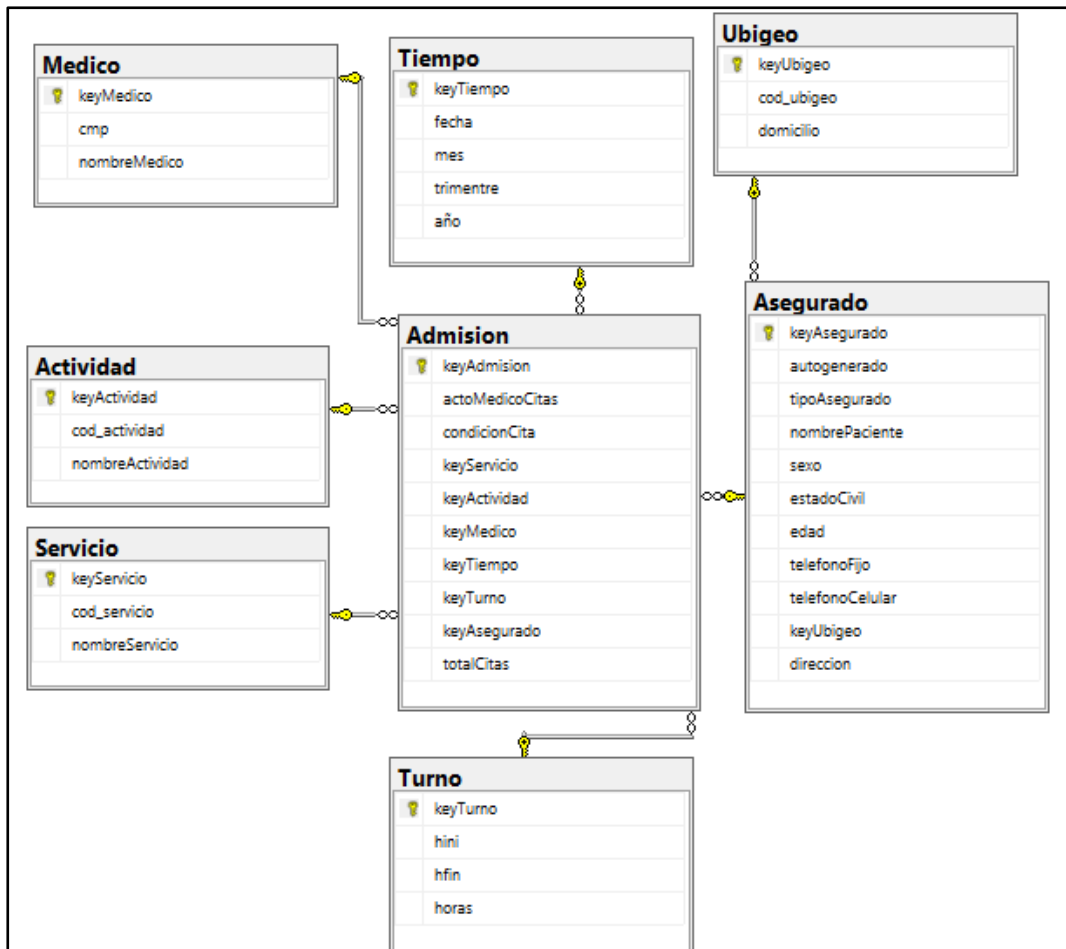 Medico
keyMedico
cmp
nombreMedico
Tiempo
keyTiempo
fecha
mes
trimentre
año
Ubigeo
keyUbigeo
cod_ubigeo
domicilio
Actividad
keyActividad
cod_actividad
nombreActividad
Servicio
keyServicio
cod_servicio
nombreServicio
Admision
keyAdmision
actoMedicoCitas
condicionCita
keyServicio
keyActividad
keyMedico
keyTiempo
keyTurno
keyAsegurado
totalCitas
Asegurado
keyAsegurado
autogenerado
tipoAsegurado
nombrePaciente
sexo
estadoCivil
edad
telefonoFijo
telefonoCelular
keyUbigeo
direccion
Turno
keyTurno
hini
hfin
horas